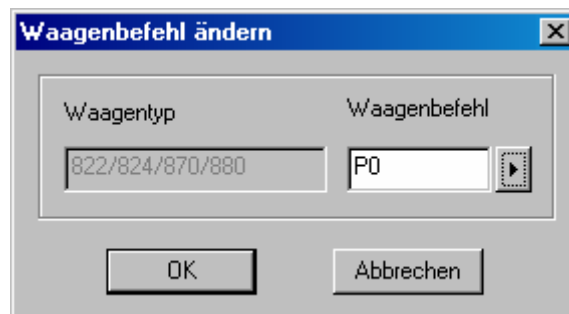 Waagenbefehl ändern
Waagentyp Waagenbefehl
822/824/870/880 P0
OK Abbrechen